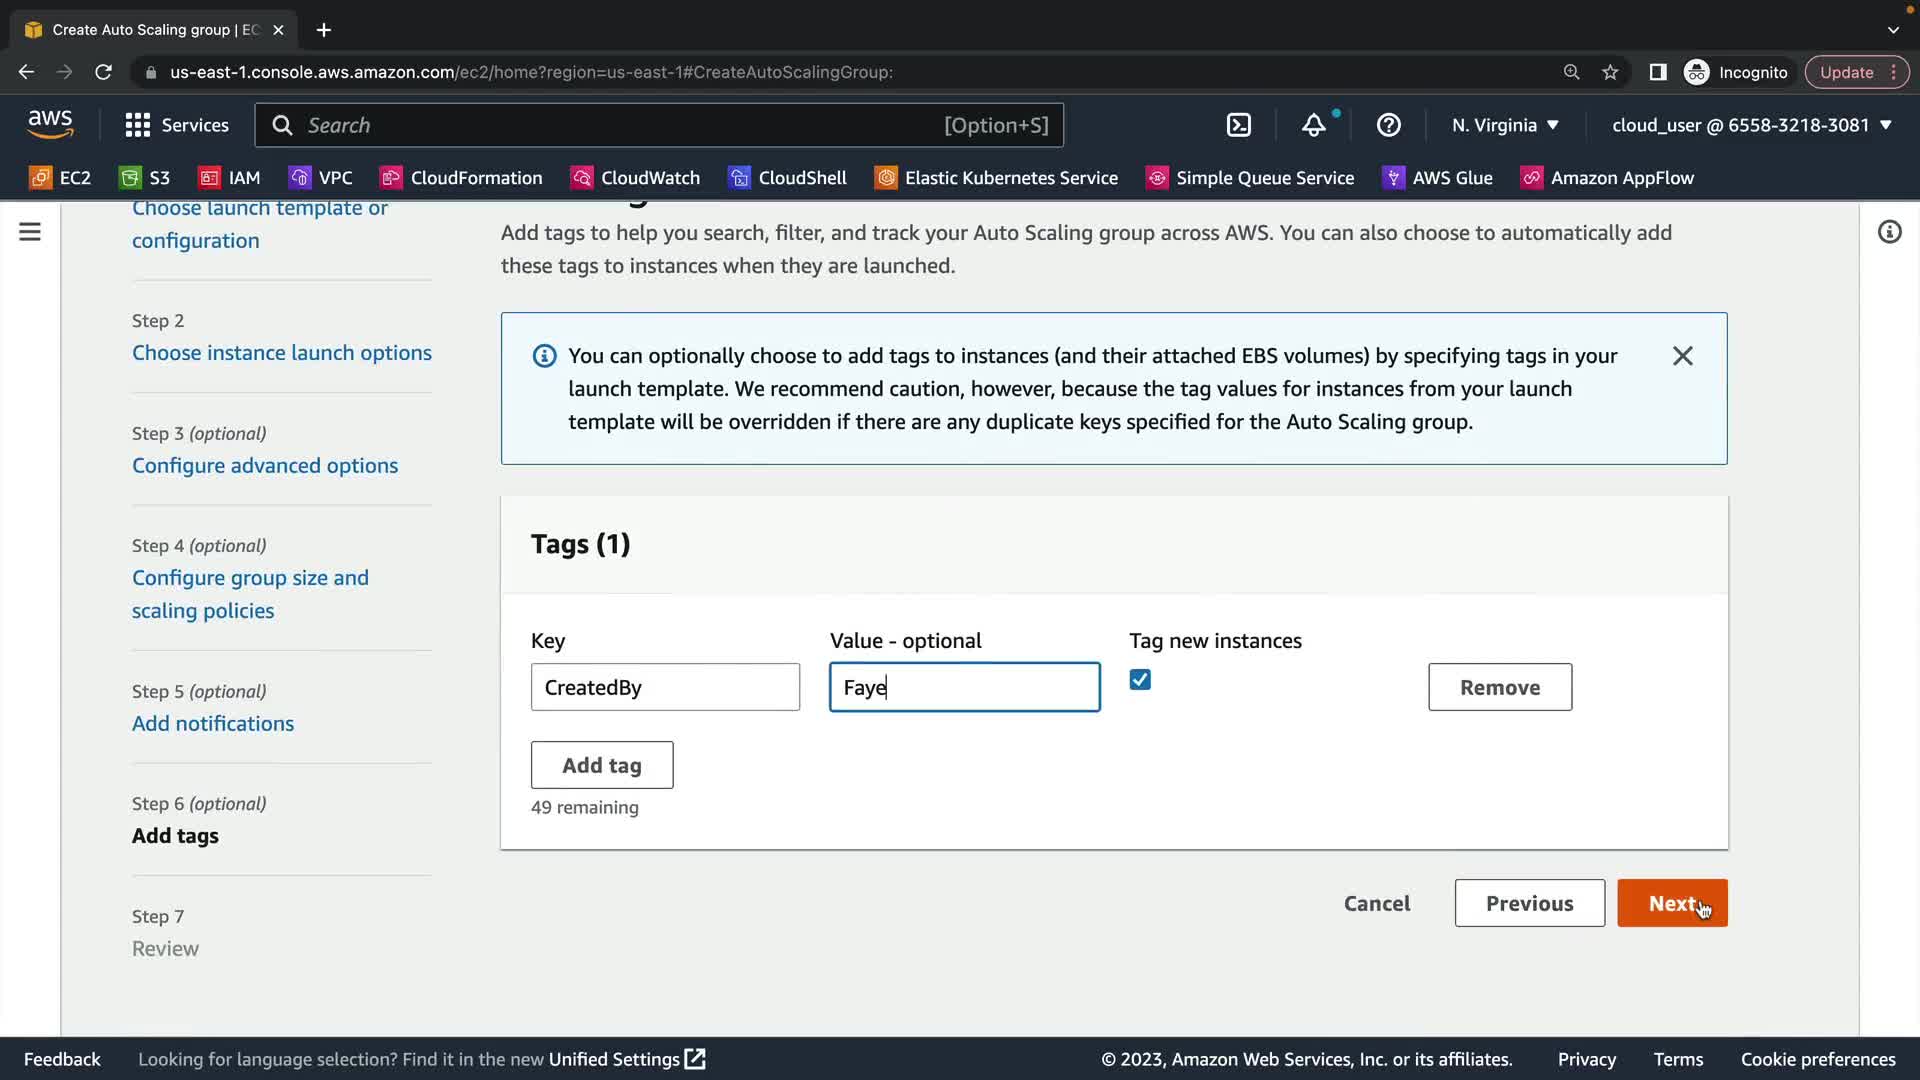 Create Auto Scaling group | EC
us-east-1.console.aws.amazon.com/ec2/home?region=us-east-1#CreateAutoScalingGroup:
Incognito
Update
aws
Services
Search
[Option+S]
N. Virginia
cloud_user @ 6558-3218-3081
EC2
S3
IAM
VPC
CloudFormation
CloudWatch
CloudShell
Elastic Kubernetes Service
Simple Queue Service
AWS Glue
Amazon AppFlow
Choose launch template or
configuration
Step 2
Choose instance launch options
Step 3 (optional)
Configure advanced options
Step 4 (optional)
Configure group size and
scaling policies
Step 5 (optional)
Add notifications
Step 6 (optional)
Add tags
Step 7
Review
Add tags to help you search, filter, and track your Auto Scaling group across AWS. You can also choose to automatically add
these tags to instances when they are launched.
You can optionally choose to add tags to instances (and their attached EBS volumes) by specifying tags in your
launch template. We recommend caution, however, because the tag values for instances from your launch
template will be overridden if there are any duplicate keys specified for the Auto Scaling group.
Tags (1)
Key
Value - optional
Tag new instances
CreatedBy
Faye
Remove
Add tag
49 remaining
Cancel
Previous
Next
Feedback
Looking for language selection? Find it in the new Unified Settings
© 2023, Amazon Web Services, Inc. or its affiliates.
Privacy
Terms
Cookie preferences